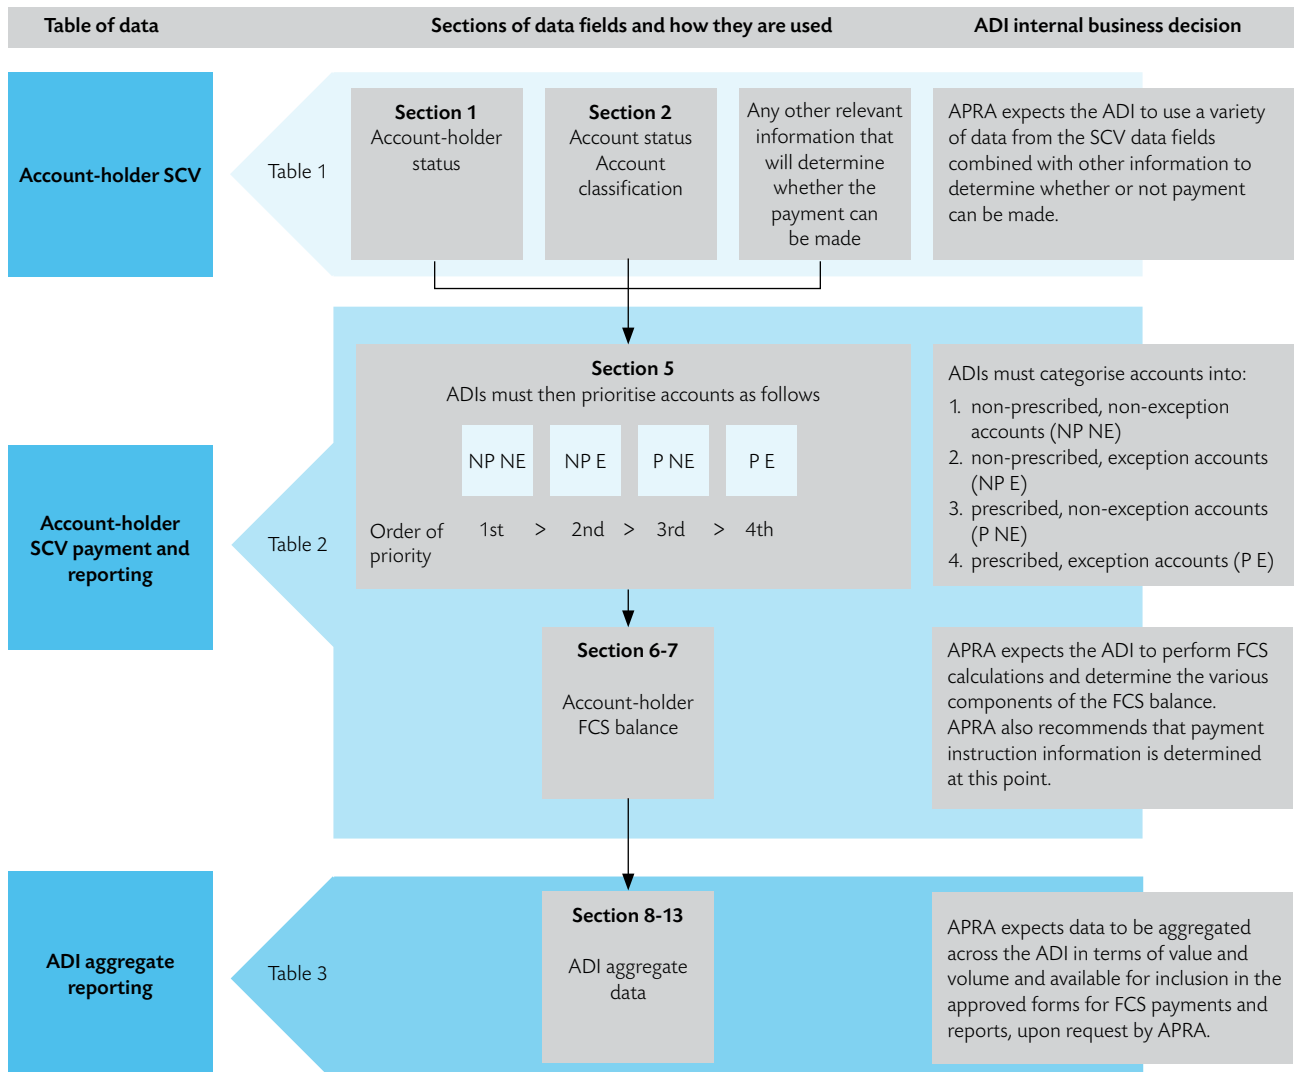 Table of data
Sections of data fields and how they are used
ADI internal business decision
Account-holder SCV
Table 1
Section 1
Account-holder
status
Section 2
Account status
Account
classification
Any other relevant
information that
will determine
whether the
payment can
be made
APRA expects the ADI to use a variety
of data from the SCV data fields
combined with other information to
determine whether or not payment
can be made.
Account-holder
SCV payment and
reporting
Table 2
Section 5
ADIs must then prioritise accounts as follows
NP NE
NP E
P NE
P E
Order of
priority
1st > 2nd > 3rd > 4th
ADIs must categorise accounts into:
1. non-prescribed, non-exception
accounts (NP NE)
2. non-prescribed, exception accounts
(NP E)
3. prescribed, non-exception accounts
(P NE)
4. prescribed, exception accounts (P E)
Section 6-7
Account-holder
FCS balance
APRA expects the ADI to perform FCS
calculations and determine the various
components of the FCS balance.
APRA also recommends that payment
instruction information is determined
at this point.
ADI aggregate
reporting
Table 3
Section 8-13
ADI aggregate
data
APRA expects data to be aggregated
across the ADI in terms of value and
volume and available for inclusion in the
approved forms for FCS payments and
reports, upon request by APRA.